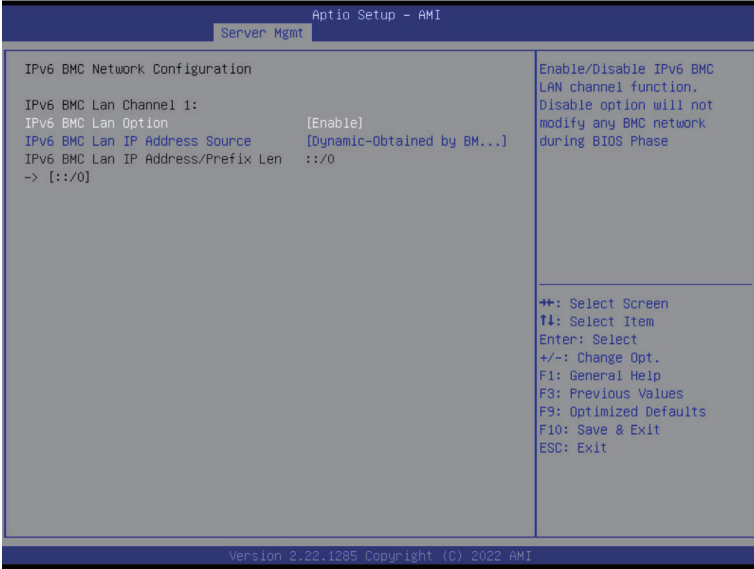 Aptio Setup – AMI
Server Mgmt
IPv6 BMC Network Configuration
IPv6 BMC Lan Channel 1:
IPv6 BMC Lan Option [Enable]
IPv6 BMC Lan IP Address Source [Dynamic-Obtained by BM...]
IPv6 BMC Lan IP Address/Prefix Len ::/0
-> [::/0]
Enable/Disable IPv6 BMC
LAN channel function.
Disable option will not
modify any BMC network
during BIOS Phase
→←: Select Screen
↑↓: Select Item
Enter: Select
+/-: Change Opt.
F1: General Help
F3: Previous Values
F9: Optimized Defaults
F10: Save & Exit
ESC: Exit
Version 2.22.1285 Copyright (C) 2022 AMI